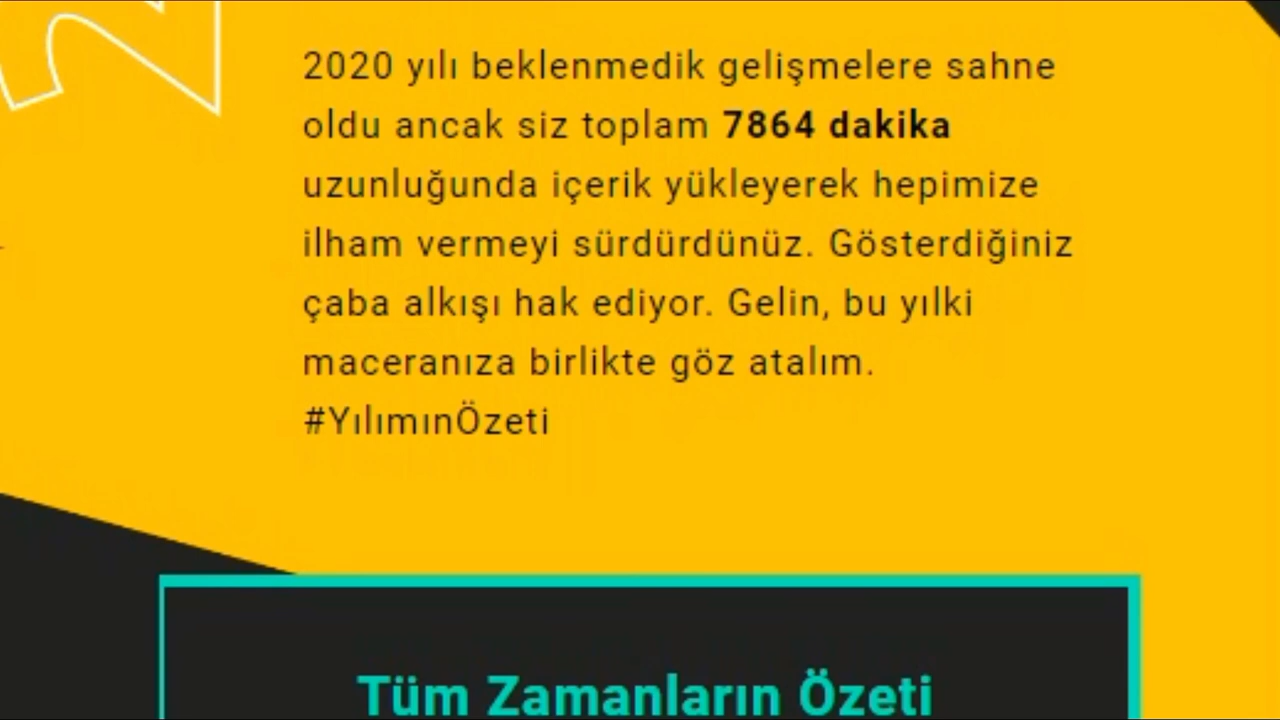 2020 yılı beklenmedik gelişmelere sahne
oldu ancak siz toplam 7864 dakika
uzunluğunda içerik yükleyerek hepimize
ilham vermeyi sürdürdünüz. Gösterdiğiniz
çaba alkışı hak ediyor. Gelin, bu yılki
maceranıza birlikte göz atalım.
#YılımınÖzeti
Tüm Zamanların Özeti